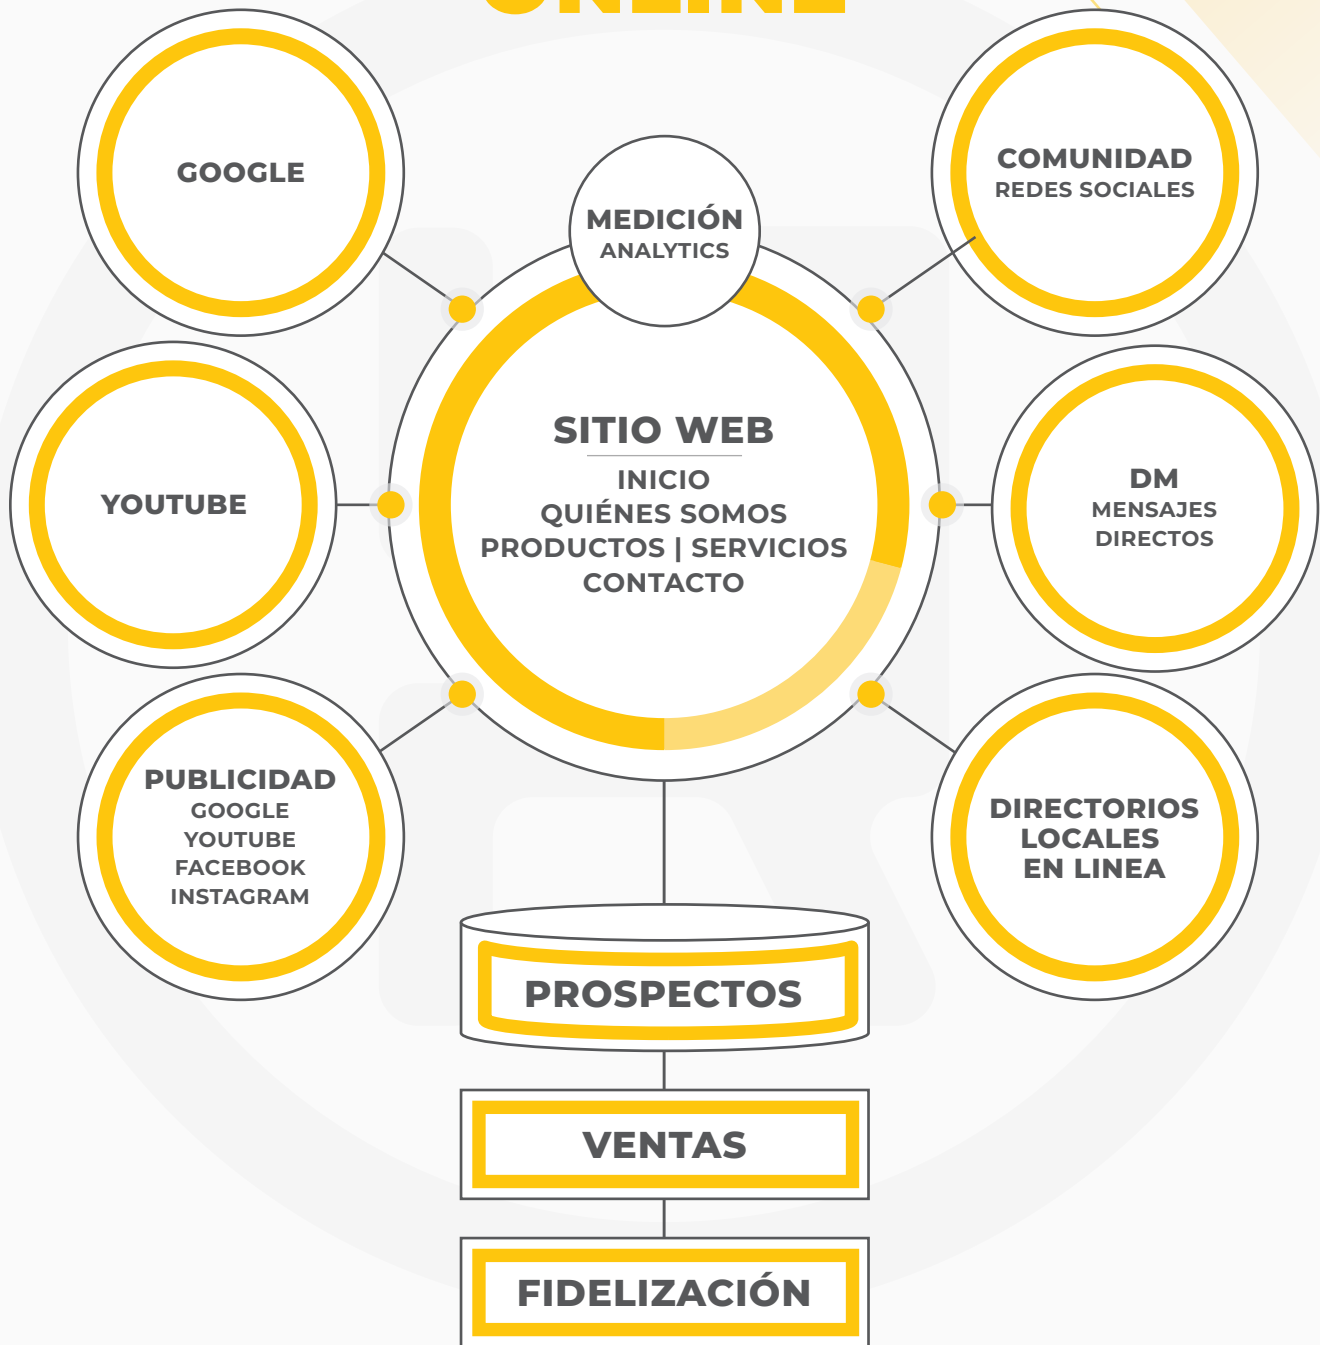 ONLINE
GOOGLE
COMUNIDAD
REDES SOCIALES
MEDICIÓN
ANALYTICS
SITIO WEB
INICIO
QUIÉNES SOMOS
PRODUCTOS | SERVICIOS
CONTACTO
YOUTUBE
DM
MENSAJES
DIRECTOS
PUBLICIDAD
GOOGLE
YOUTUBE
FACEBOOK
INSTAGRAM
DIRECTORIOS
LOCALES
EN LINEA
PROSPECTOS
VENTAS
FIDELIZACIÓN